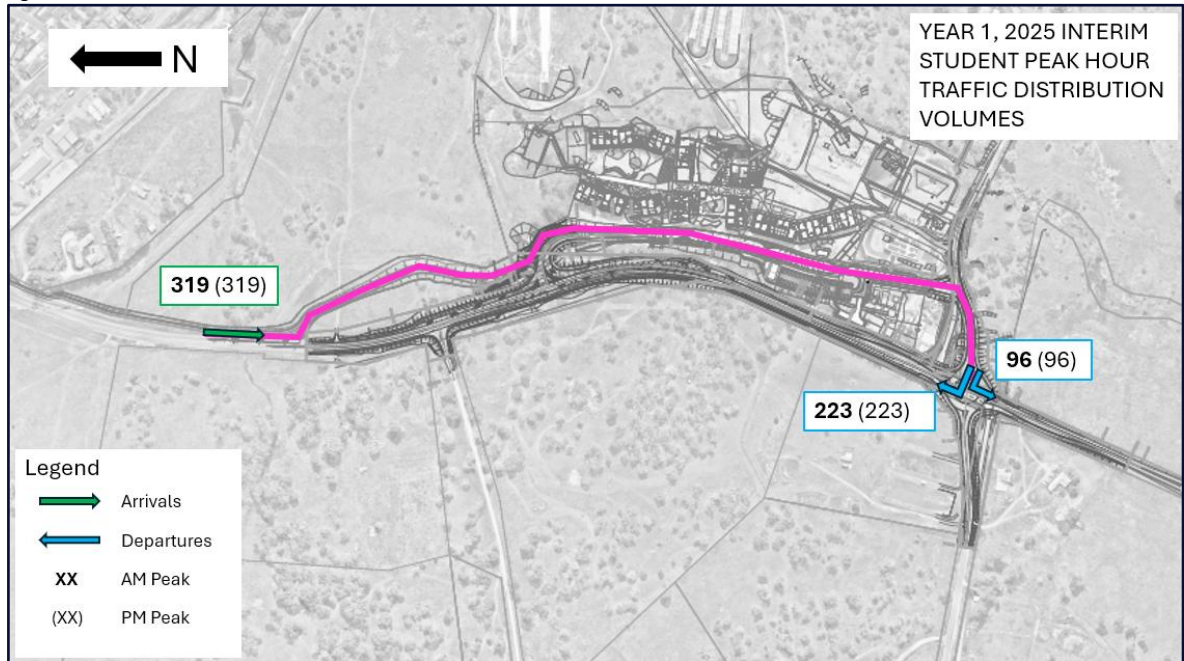 N
YEAR 1, 2025 INTERIM
STUDENT PEAK HOUR
TRAFFIC DISTRIBUTION
VOLUMES
319 (319)
96 (96)
223 (223)
Legend
Arrivals
Departures
XX AM Peak
(XX) PM Peak